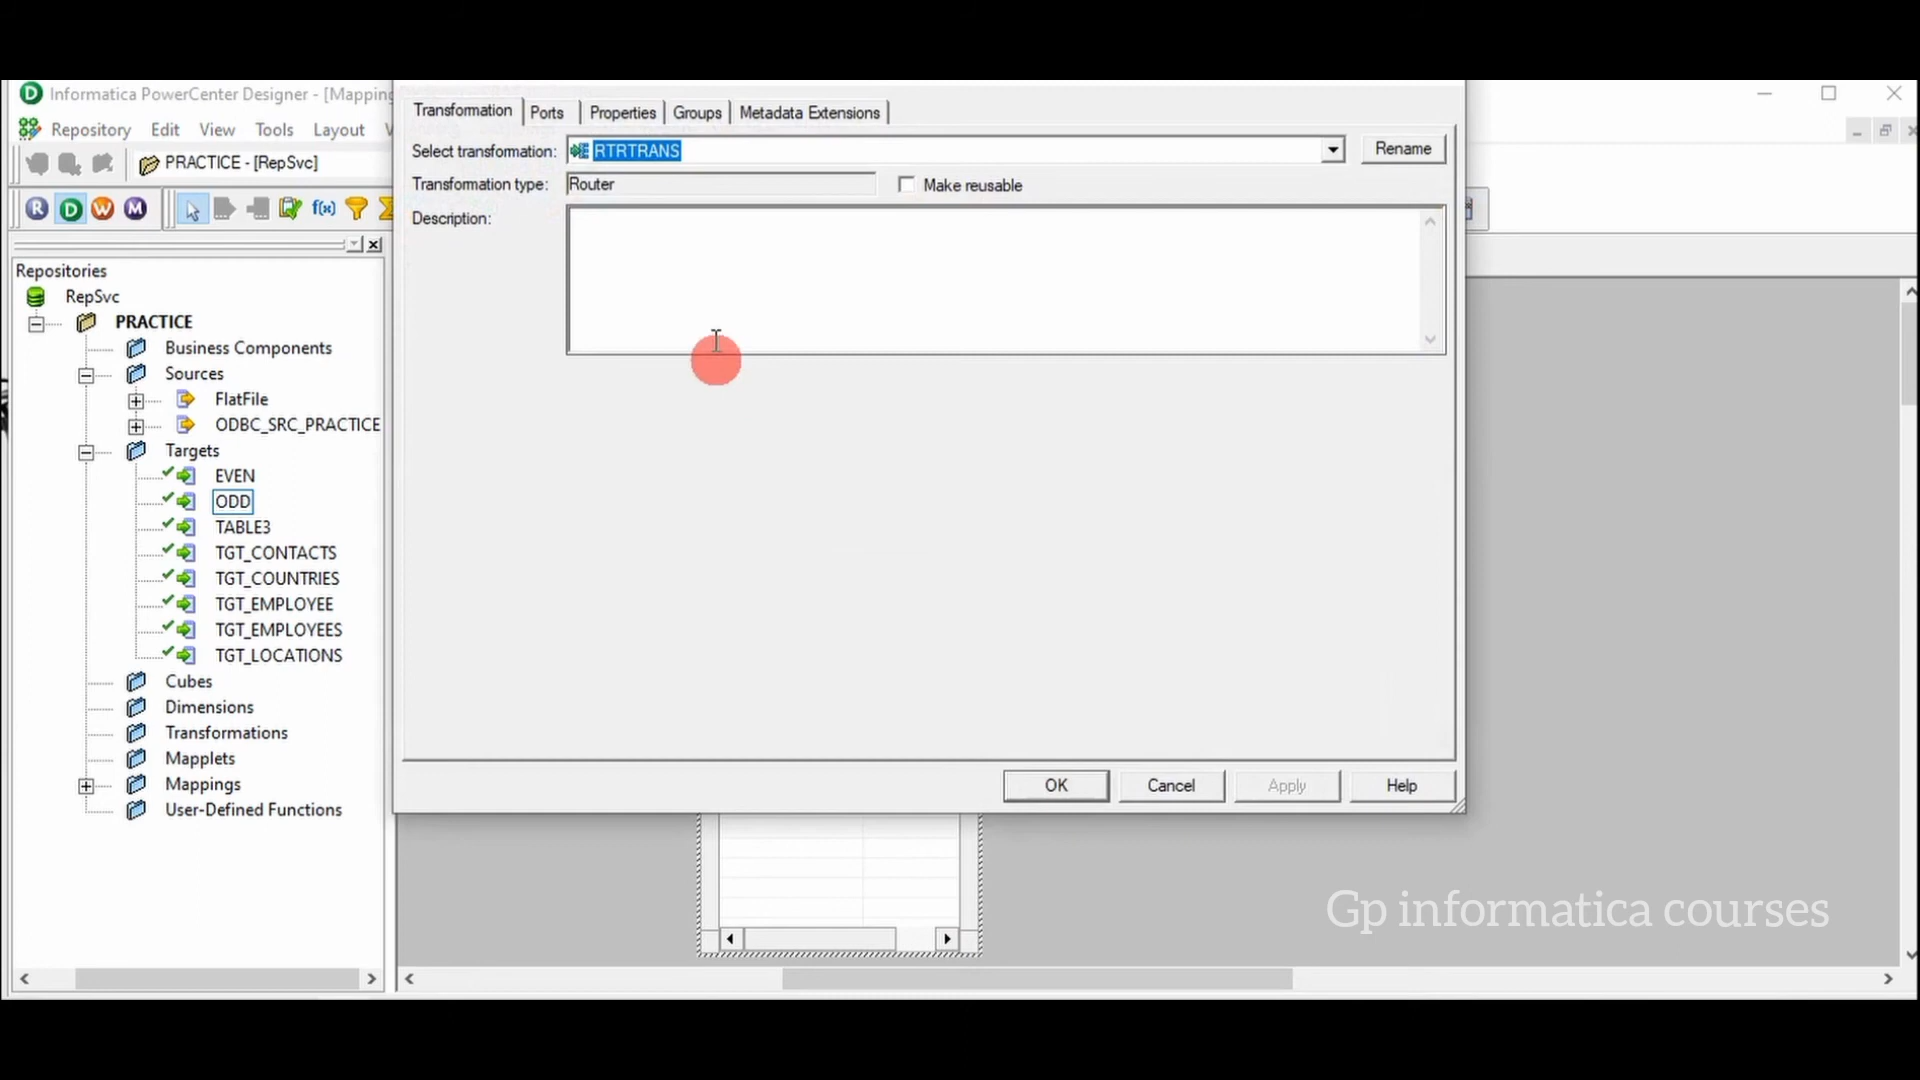 Informatica PowerCenter Designer - [Mapping
Repository Edit View Tools Layout
PRACTICE - [RepSvc]
R D W M f(x)
Repositories
RepSvc
PRACTICE
Business Components
Sources
FlatFile
ODBC_SRC_PRACTICE
Targets
EVEN
ODD
TABLE3
TGT_CONTACTS
TGT_COUNTRIES
TGT_EMPLOYEE
TGT_EMPLOYEES
TGT_LOCATIONS
Cubes
Dimensions
Transformations
Mapplets
Mappings
User-Defined Functions
Transformation Ports Properties Groups Metadata Extensions
Select transformation: RTRTRANS Rename
Transformation type: Router Make reusable
Description:
OK Cancel Apply Help
Gp informatica courses